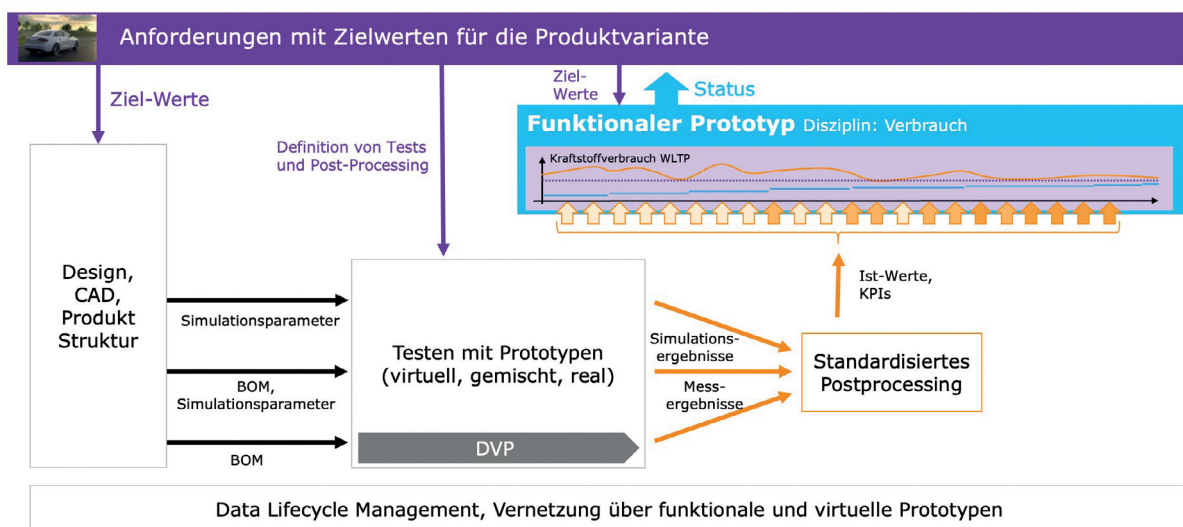 Anforderungen mit Zielwerten für die Produktvariante
Ziel-Werte
Ziel-
Werte
Status
Definition von Tests
und Post-Processing
Funktionaler Prototyp Disziplin: Verbrauch
Kraftstoffverbrauch WLTP
Design,
CAD,
Produkt
Struktur
Simulationsparameter
BOM,
Simulationsparameter
BOM
Testen mit Prototypen
(virtuell, gemischt, real)
DVP
Simulations-
ergebnisse
Mess-
ergebnisse
Ist-Werte,
KPIs
Standardisiertes
Postprocessing
Data Lifecycle Management, Vernetzung über funktionale und virtuelle Prototypen